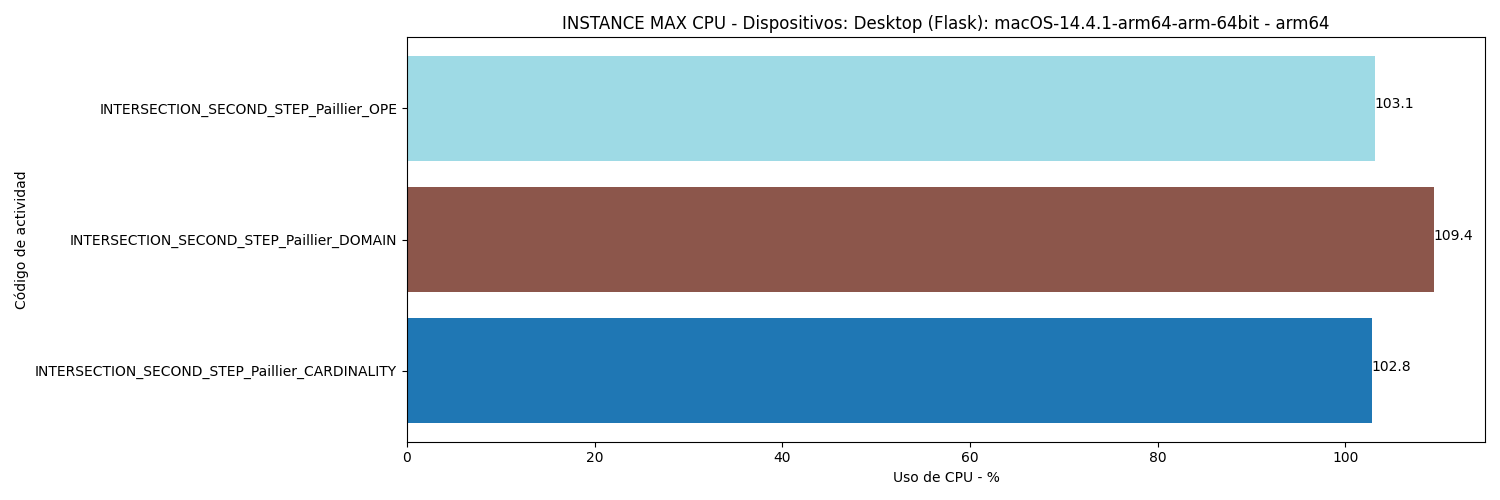 INSTANCE MAX CPU - Dispositivos: Desktop (Flask): macOS-14.4.1-arm64-arm-64bit - arm64
INTERSECTION_SECOND_STEP_Paillier_OPE
103.1
INTERSECTION_SECOND_STEP_Paillier_DOMAIN
109.4
INTERSECTION_SECOND_STEP_Paillier_CARDINALITY
102.8
Código de actividad
0 20 40 60 80 100
Uso de CPU - %